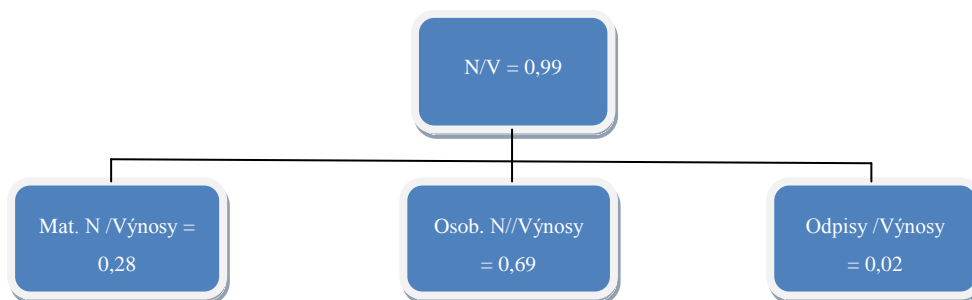 N/V = 0,99
Mat. N /Výnosy =
0,28
Osob. N//Výnosy
= 0,69
Odpisy /Výnosy
= 0,02